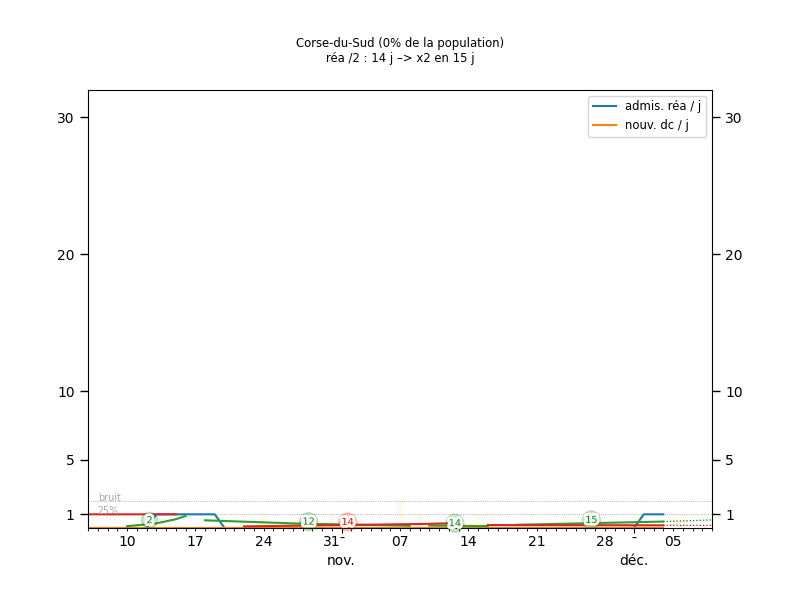 Corse-du-Sud (0% de la population)
réa /2 : 14 j –> x2 en 15 j
admis. réa / j
nouv. dc / j
30 30
20 20
10 10
5 5
bruit
25%
1 1
2 12 14 14 15
10 17 24 31- 07 14 21 28 - 05
nov. déc.